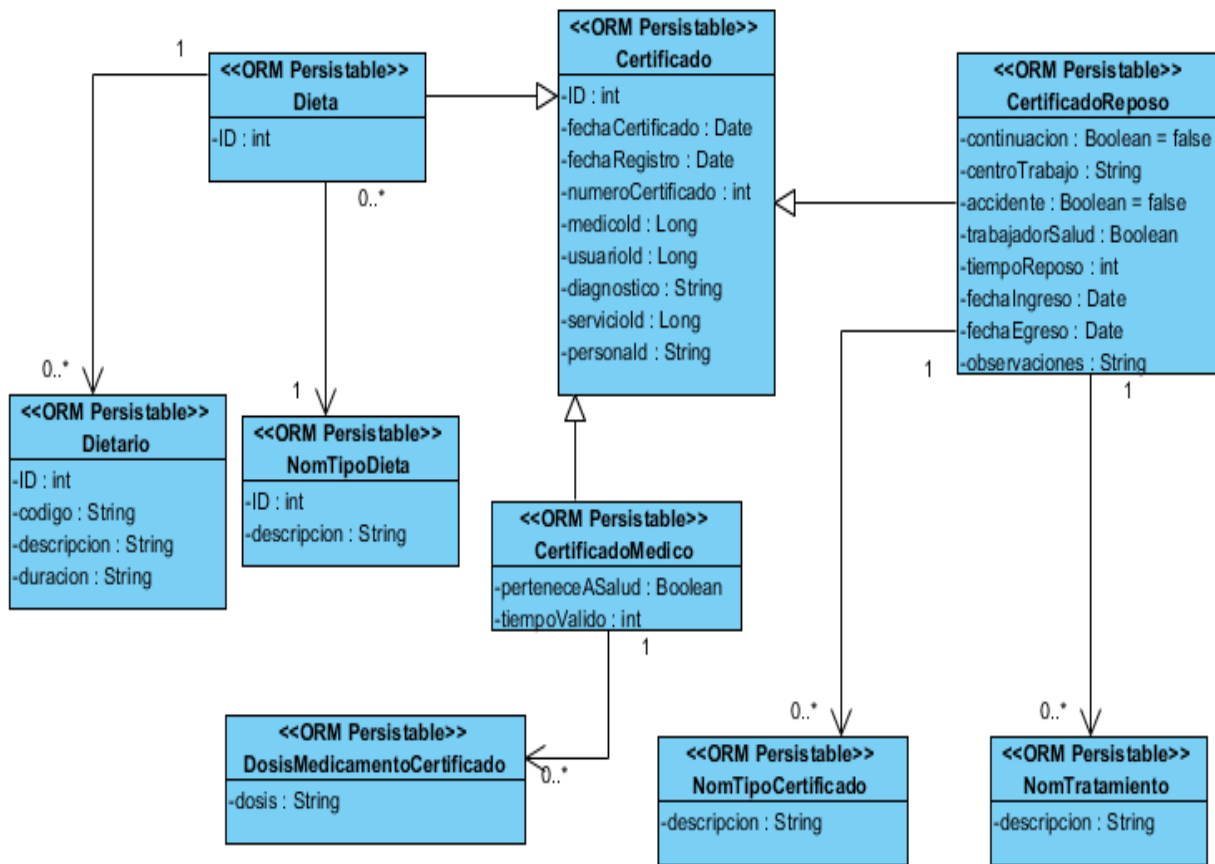 1
<<ORM Persistable>>
Dieta
-ID : int
0..*
<<ORM Persistable>>
Certificado
-ID : int
-fechaCertificado : Date
-fechaRegistro : Date
-numeroCertificado : int
-medicoId : Long
-usuarioId : Long
-diagnostico : String
-servicioId : Long
-personaId : String
<<ORM Persistable>>
CertificadoReposo
-continuacion : Boolean = false
-centroTrabajo : String
-accidente : Boolean = false
-trabajadorSalud : Boolean
-tiempoReposo : int
-fechaIngreso : Date
-fechaEgreso : Date
-observaciones : String
1
1
0..*
<<ORM Persistable>>
Dietario
-ID : int
-codigo : String
-descripcion : String
-duracion : String
1
<<ORM Persistable>>
NomTipoDieta
-ID : int
-descripcion : String
<<ORM Persistable>>
CertificadoMedico
-perteneceASalud : Boolean
-tiempoValido : int
1
<<ORM Persistable>>
DosisMedicamentoCertificado
-dosis : String
0..*
0..*
<<ORM Persistable>>
NomTipoCertificado
-descripcion : String
0..*
<<ORM Persistable>>
NomTratamiento
-descripcion : String